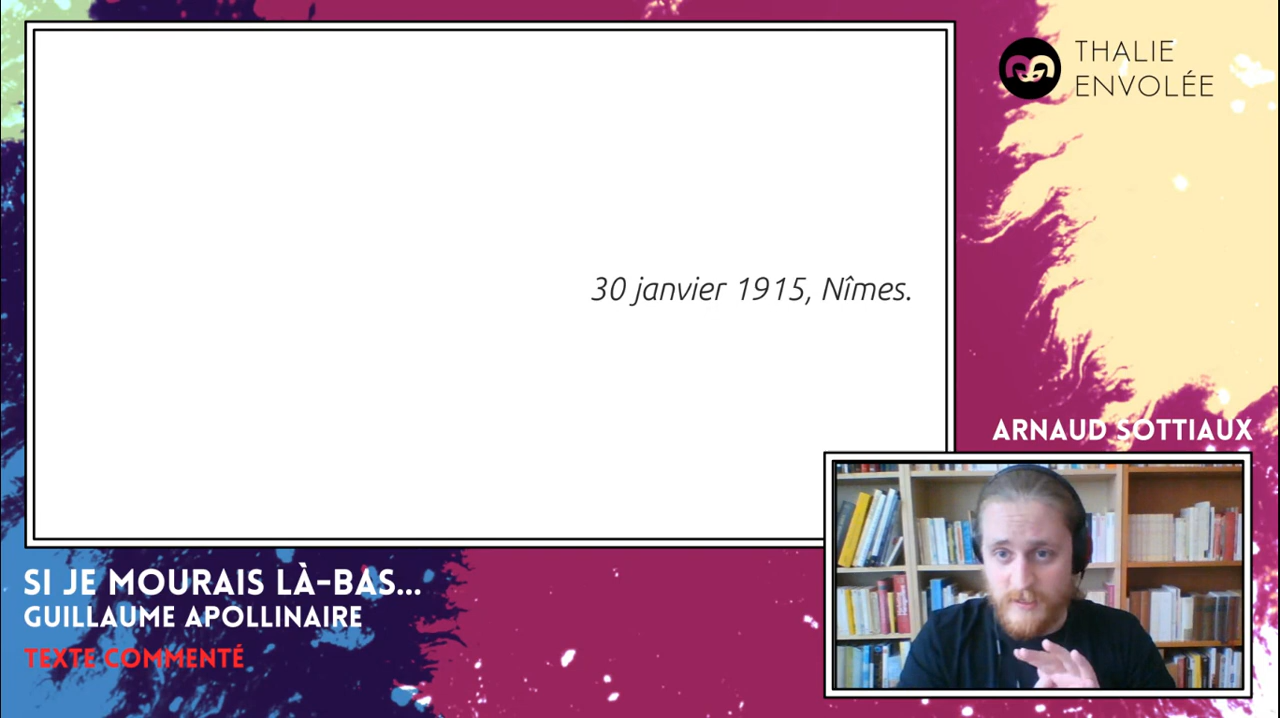 THALIE
ENVOLÉE
30 janvier 1915, Nîmes.
ARNAUD SOTTIAUX
SI JE MOURAIS LÀ-BAS...
GUILLAUME APOLLINAIRE
TEXTE COMMENTÉ